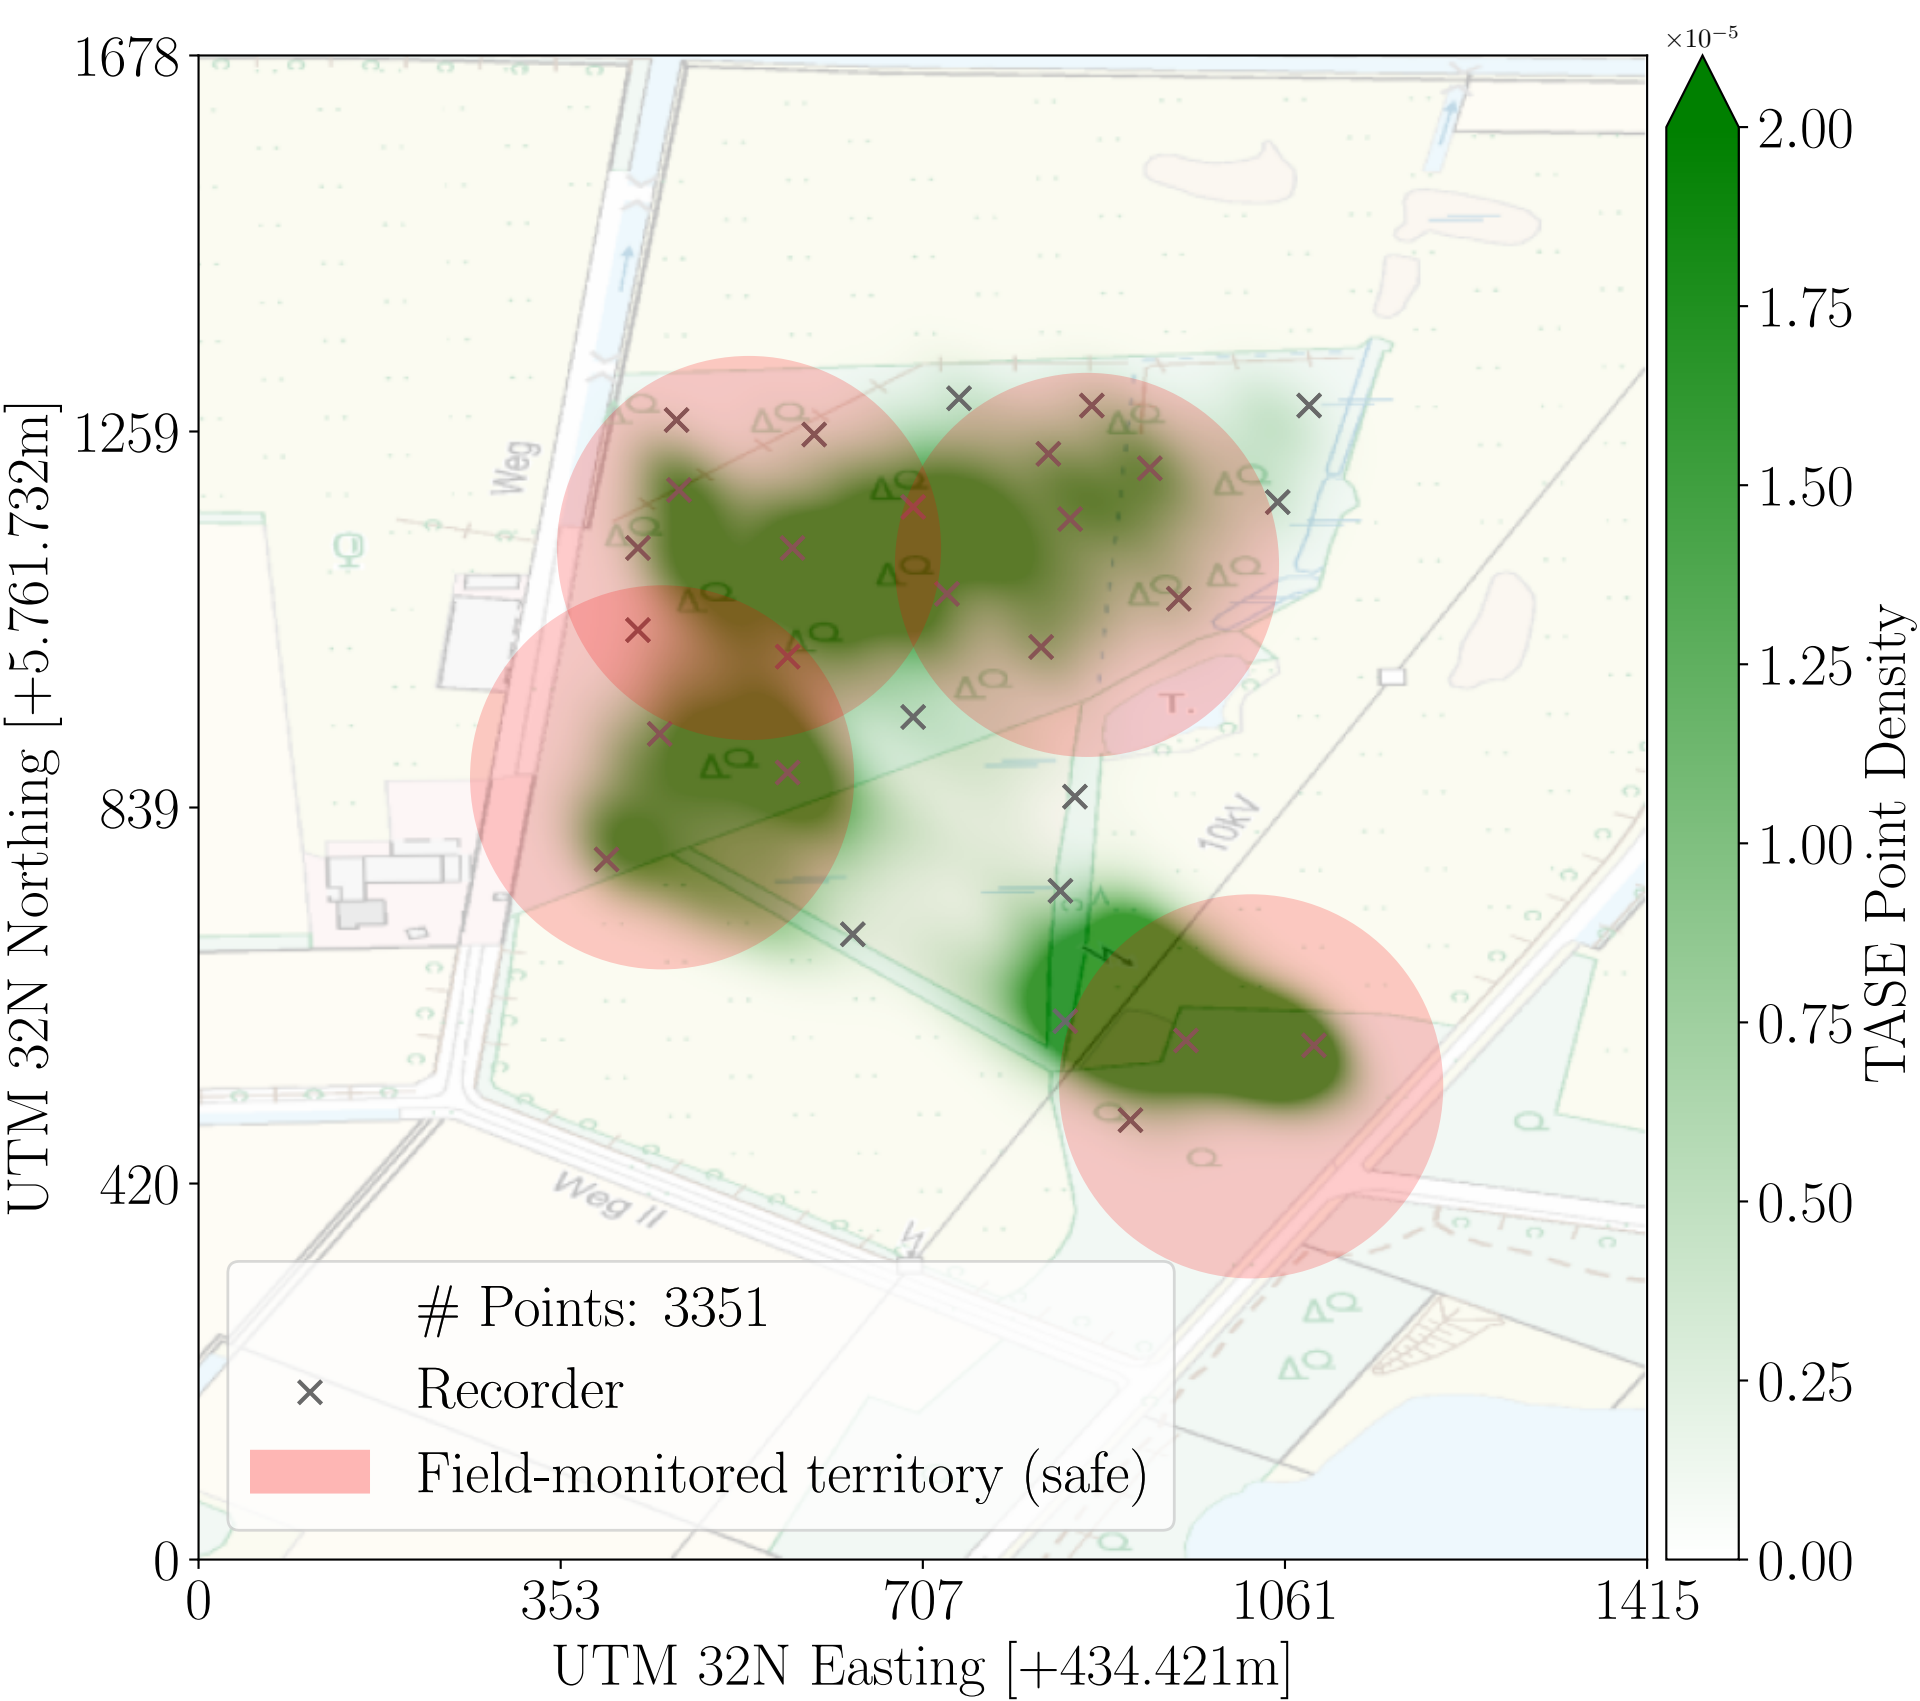 ×10⁻⁵
1678
1259
839
420
0
0
353
707
1061
1415
UTM 32N Northing [+5.761.732m]
UTM 32N Easting [+434.421m]
2.00
1.75
1.50
1.25
1.00
0.75
0.50
0.25
0.00
TASE Point Density
Weg
T.
10kV
Weg II
# Points: 3351
Recorder
Field-monitored territory (safe)